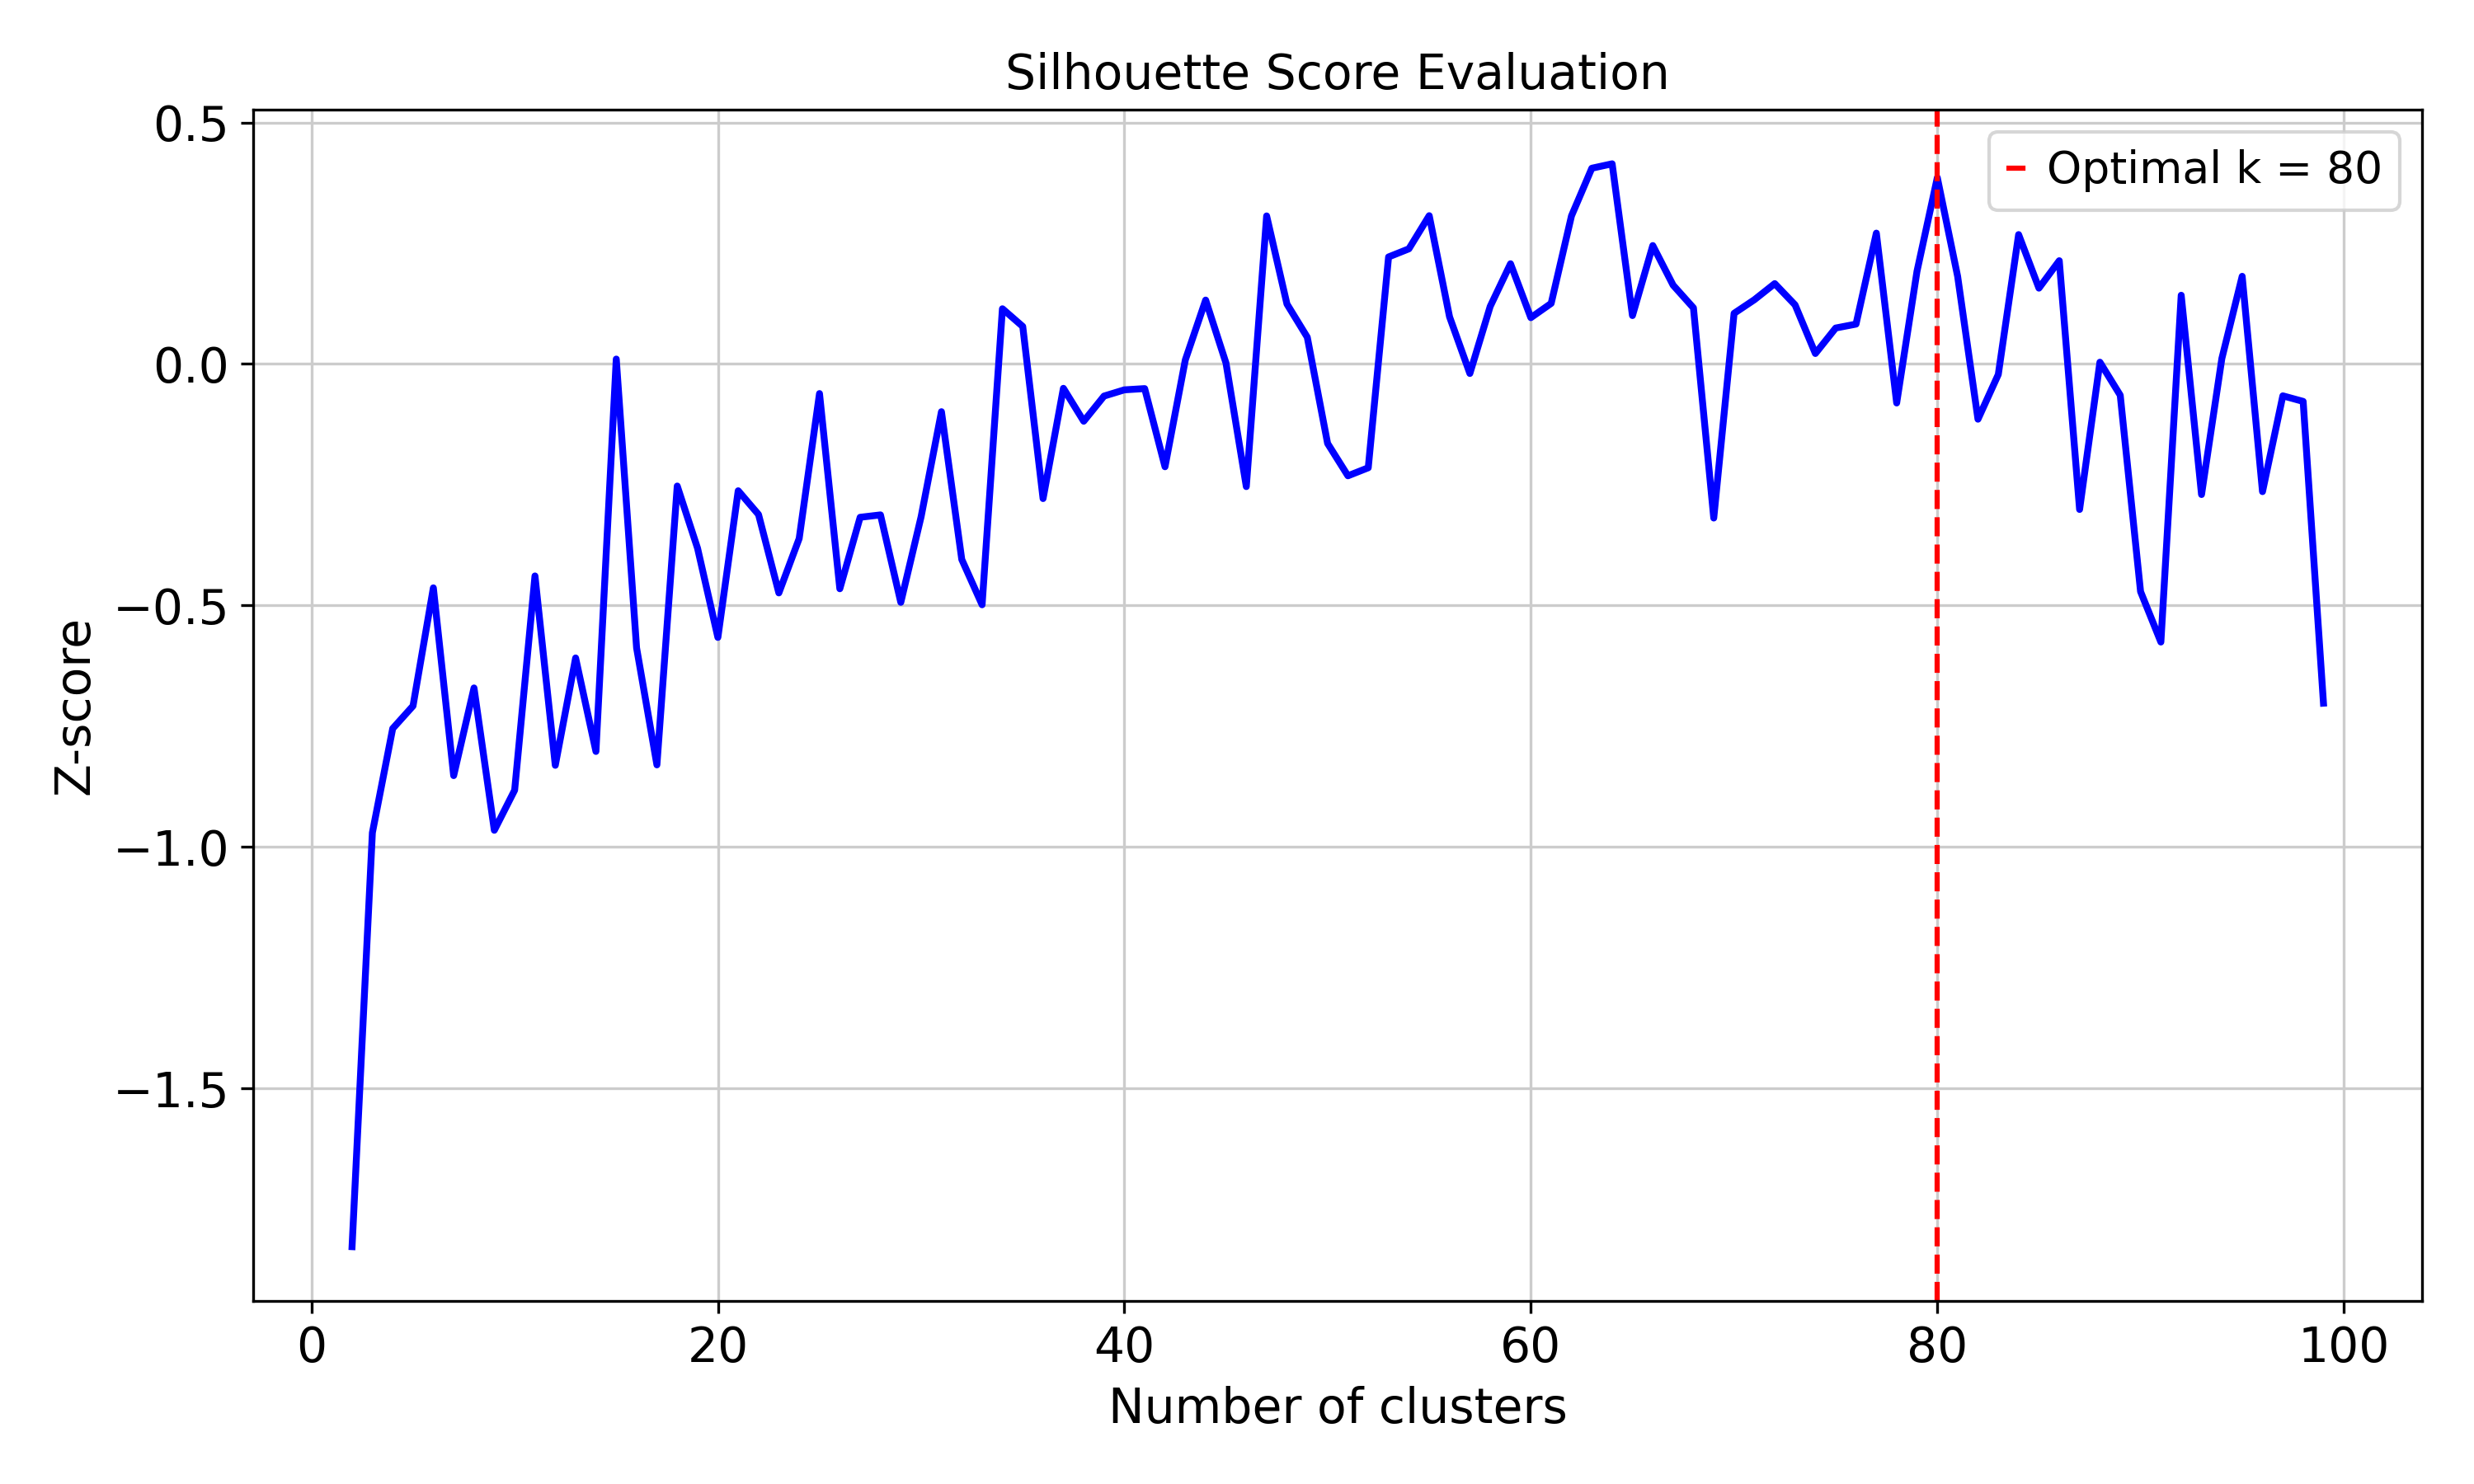 Silhouette Score Evaluation
Optimal k = 80
0.5
0.0
−0.5
−1.0
−1.5
Z-score
0 20 40 60 80 100
Number of clusters